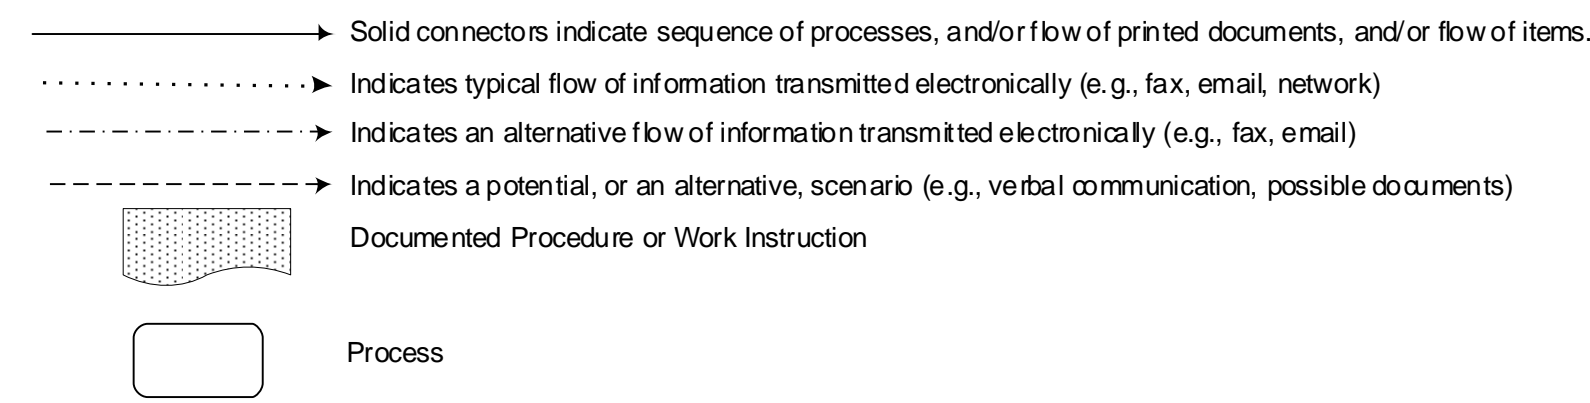 Solid connectors indicate sequence of processes, and/or flow of printed documents, and/or flow of items.
Indicates typical flow of information transmitted electronically (e.g., fax, email, network)
Indicates an alternative flow of information transmitted electronically (e.g., fax, email)
Indicates a potential, or an alternative, scenario (e.g., verbal communication, possible documents)
Documented Procedure or Work Instruction
Process